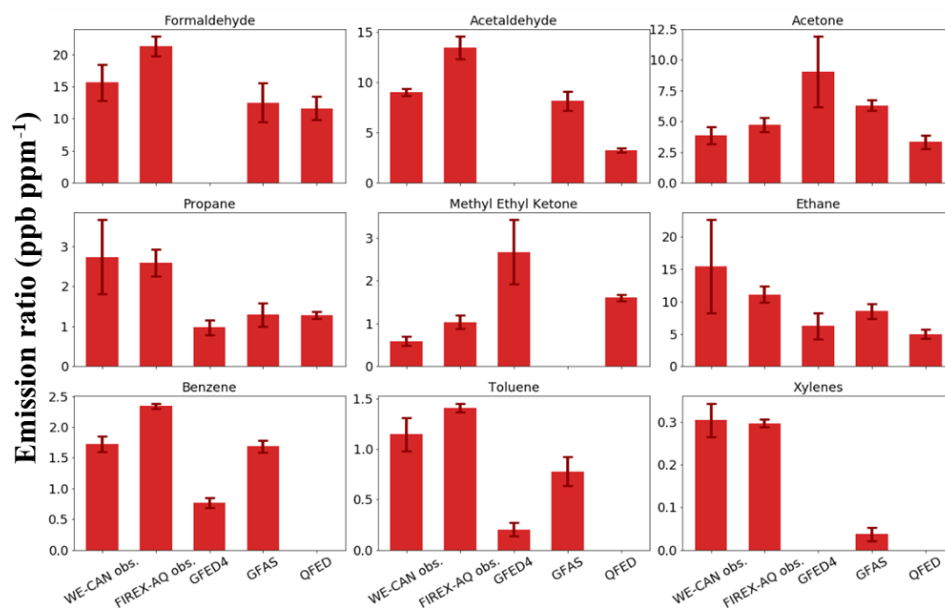 Emission ratio (ppb ppm⁻¹)
Formaldehyde
20
15
10
5
0
Acetaldehyde
15
10
5
0
Acetone
12.5
10.0
7.5
5.0
2.5
0.0
Propane
3
2
1
0
Methyl Ethyl Ketone
3
2
1
0
Ethane
20
15
10
5
0
Benzene
2.5
2.0
1.5
1.0
0.5
0.0
WE-CAN obs.
FIREX-AQ obs.
GFED4
GFAS
QFED
Toluene
1.5
1.0
0.5
0.0
WE-CAN obs.
FIREX-AQ obs.
GFED4
GFAS
QFED
Xylenes
0.3
0.2
0.1
0.0
WE-CAN obs.
FIREX-AQ obs.
GFED4
GFAS
QFED